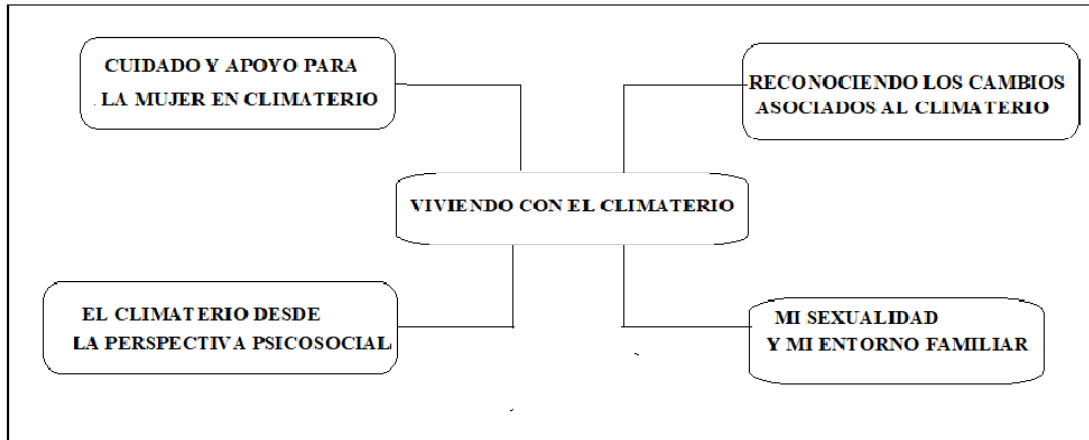 CUIDADO Y APOYO PARA
LA MUJER EN CLIMATERIO
RECONOCIENDO LOS CAMBIOS
ASOCIADOS AL CLIMATERIO
VIVIENDO CON EL CLIMATERIO
EL CLIMATERIO DESDE
LA PERSPECTIVA PSICOSOCIAL
MI SEXUALIDAD
Y MI ENTORNO FAMILIAR